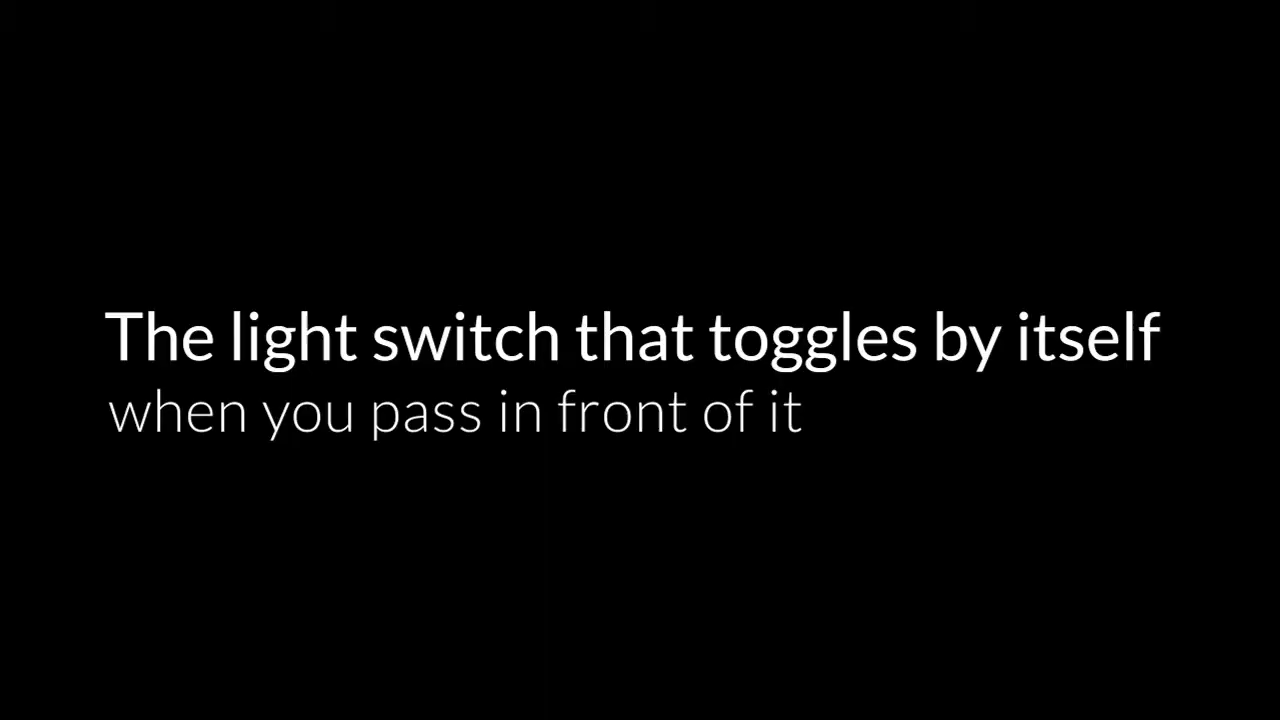 The light switch that toggles by itself
when you pass in front of it